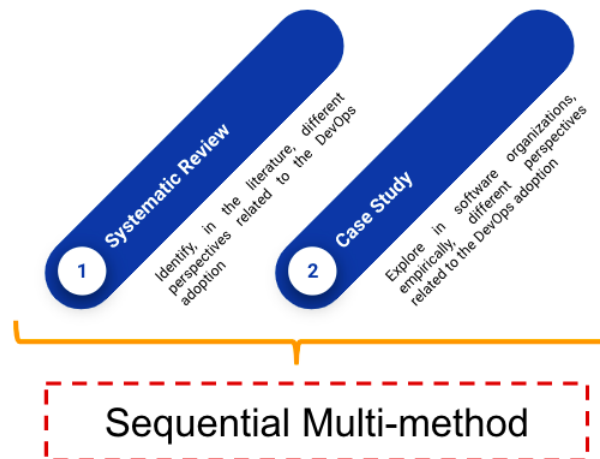 1
Systematic Review
Identify, in the literature, different
perspectives related to the DevOps
adoption
2
Case Study
Explore in software organizations,
empirically, different perspectives
related to the DevOps adoption
Sequential Multi-method